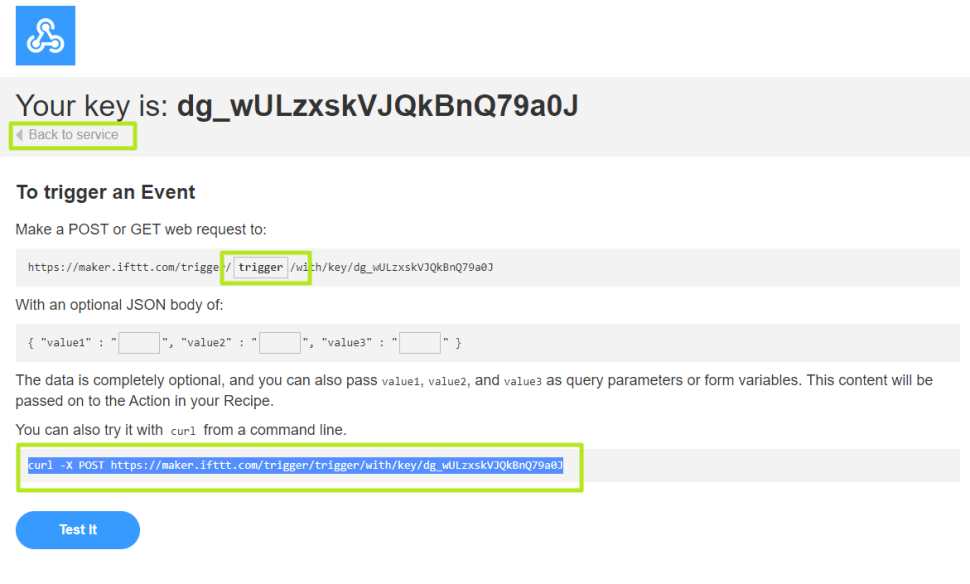 Your key is: dg_wULzxskVJQkBnQ79a0J
Back to service
To trigger an Event
Make a POST or GET web request to:
https://maker.ifttt.com/trigger/ trigger /with/key/dg_wULzxskVJQkBnQ79a0J
With an optional JSON body of:
{ "value1" : " ", "value2" : " ", "value3" : " " }
The data is completely optional, and you can also pass value1, value2, and value3 as query parameters or form variables. This content will be
passed on to the Action in your Recipe.
You can also try it with curl from a command line.
curl -X POST https://maker.ifttt.com/trigger/trigger/with/key/dg_wULzxskVJQkBnQ79a0J
Test It